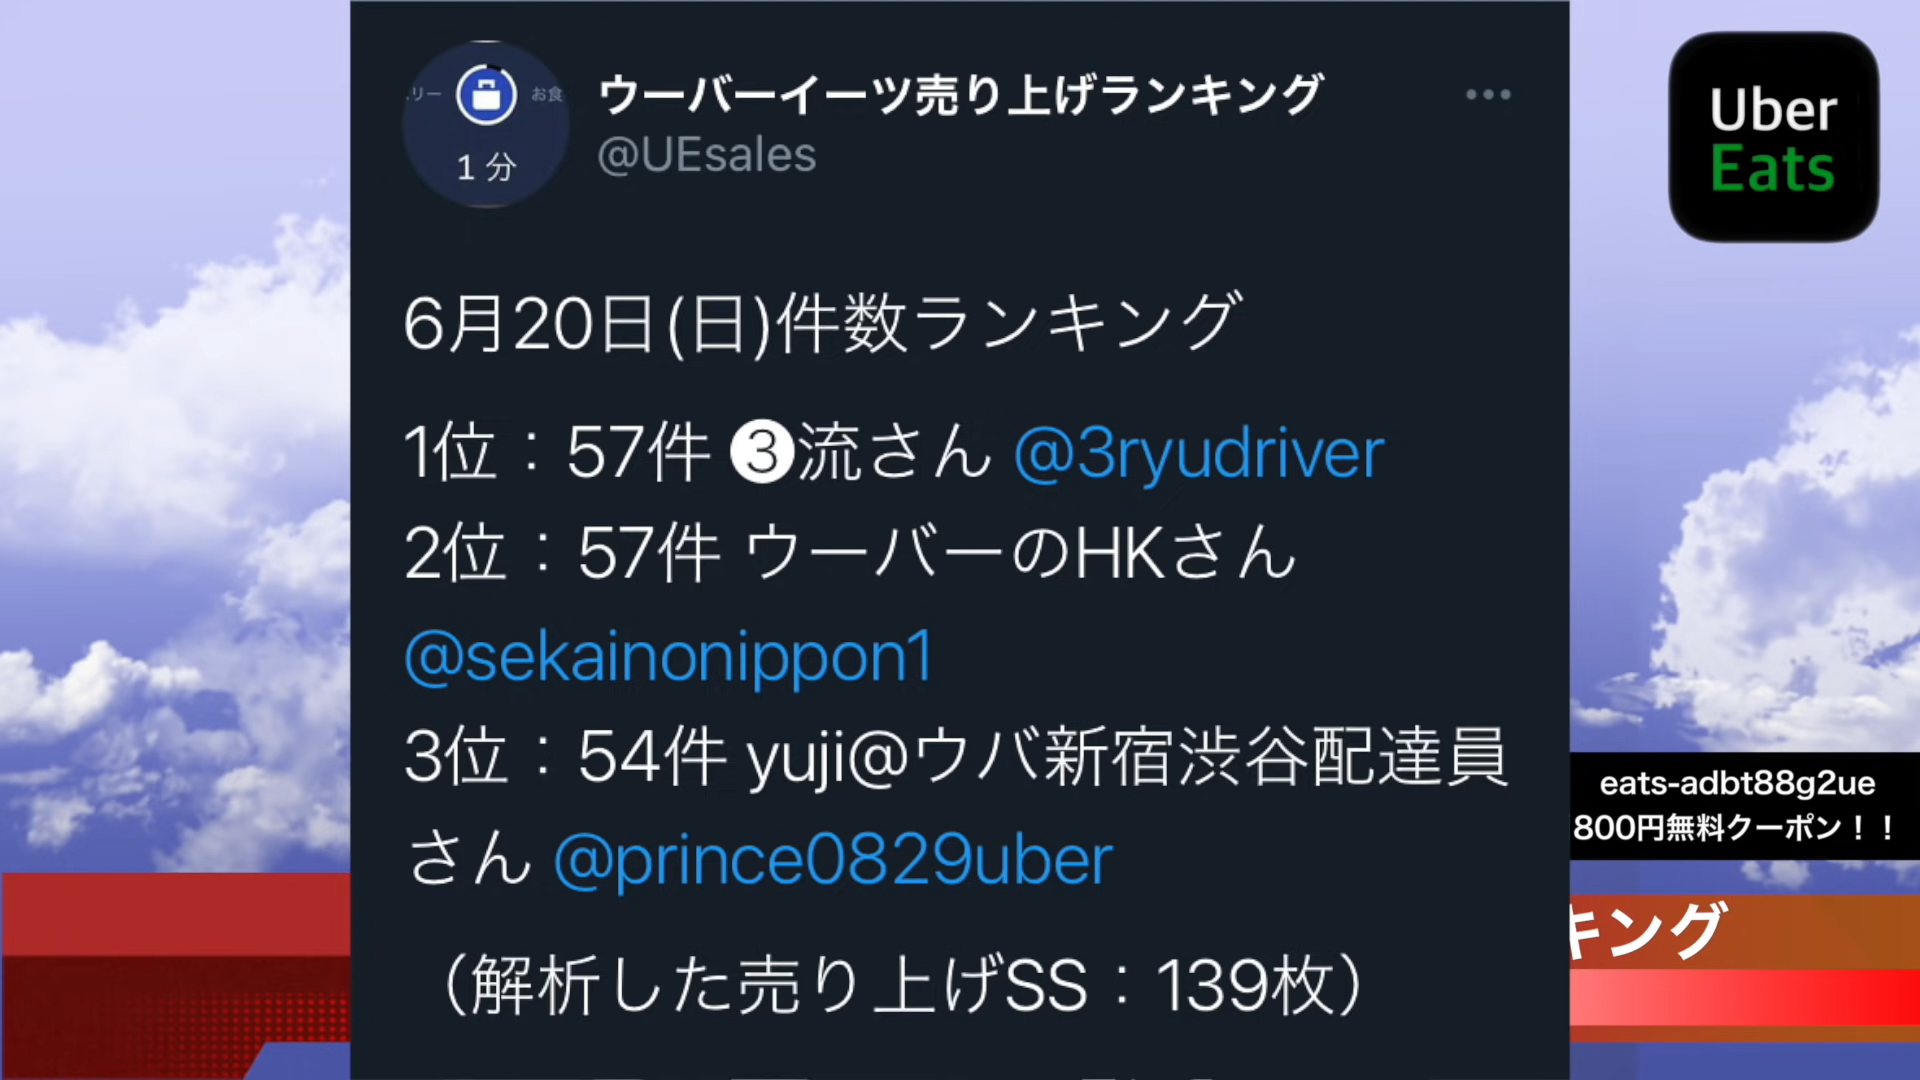 リー
お食
1 分
ウーバーイーツ売り上げランキング
@UEsales
Uber
Eats
6月20日(日)件数ランキング
1位：57件 ❸流さん @3ryudriver
2位：57件 ウーバーのHKさん
@sekainonippon1
3位：54件 yuji@ウバ新宿渋谷配達員
さん @prince0829uber
（解析した売り上げSS：139枚）
eats-adbt88g2ue
800円無料クーポン！！
キング